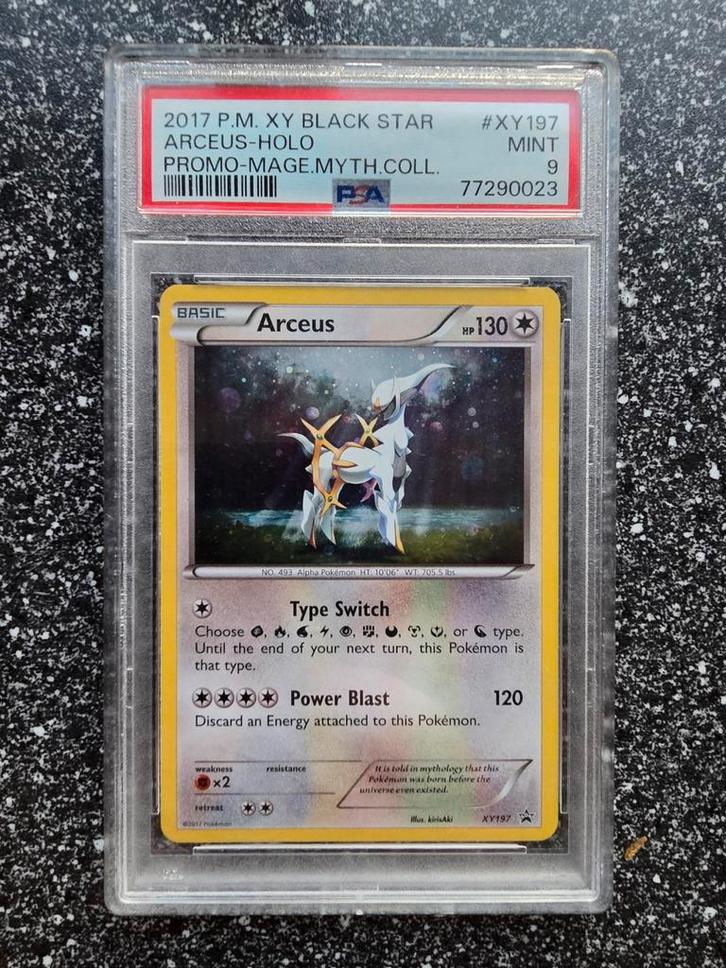 2017 P.M. XY BLACK STAR #XY197
ARCEUS-HOLO MINT
PROMO-MAGE.MYTH.COLL. 9
PSA 77290023
BASIC Arceus HP130
NO. 493 Alpha Pokémon HT: 10'06" WT: 705.5 lbs.
Type Switch
Choose , , , , , , , , , or type.
Until the end of your next turn, this Pokémon is
that type.
Power Blast 120
Discard an Energy attached to this Pokémon.
weakness resistance
×2
retreat
It is told in mythology that this
Pokémon was born before the
universe even existed.
©2017 Pokémon
Illus. kirisAki XY197